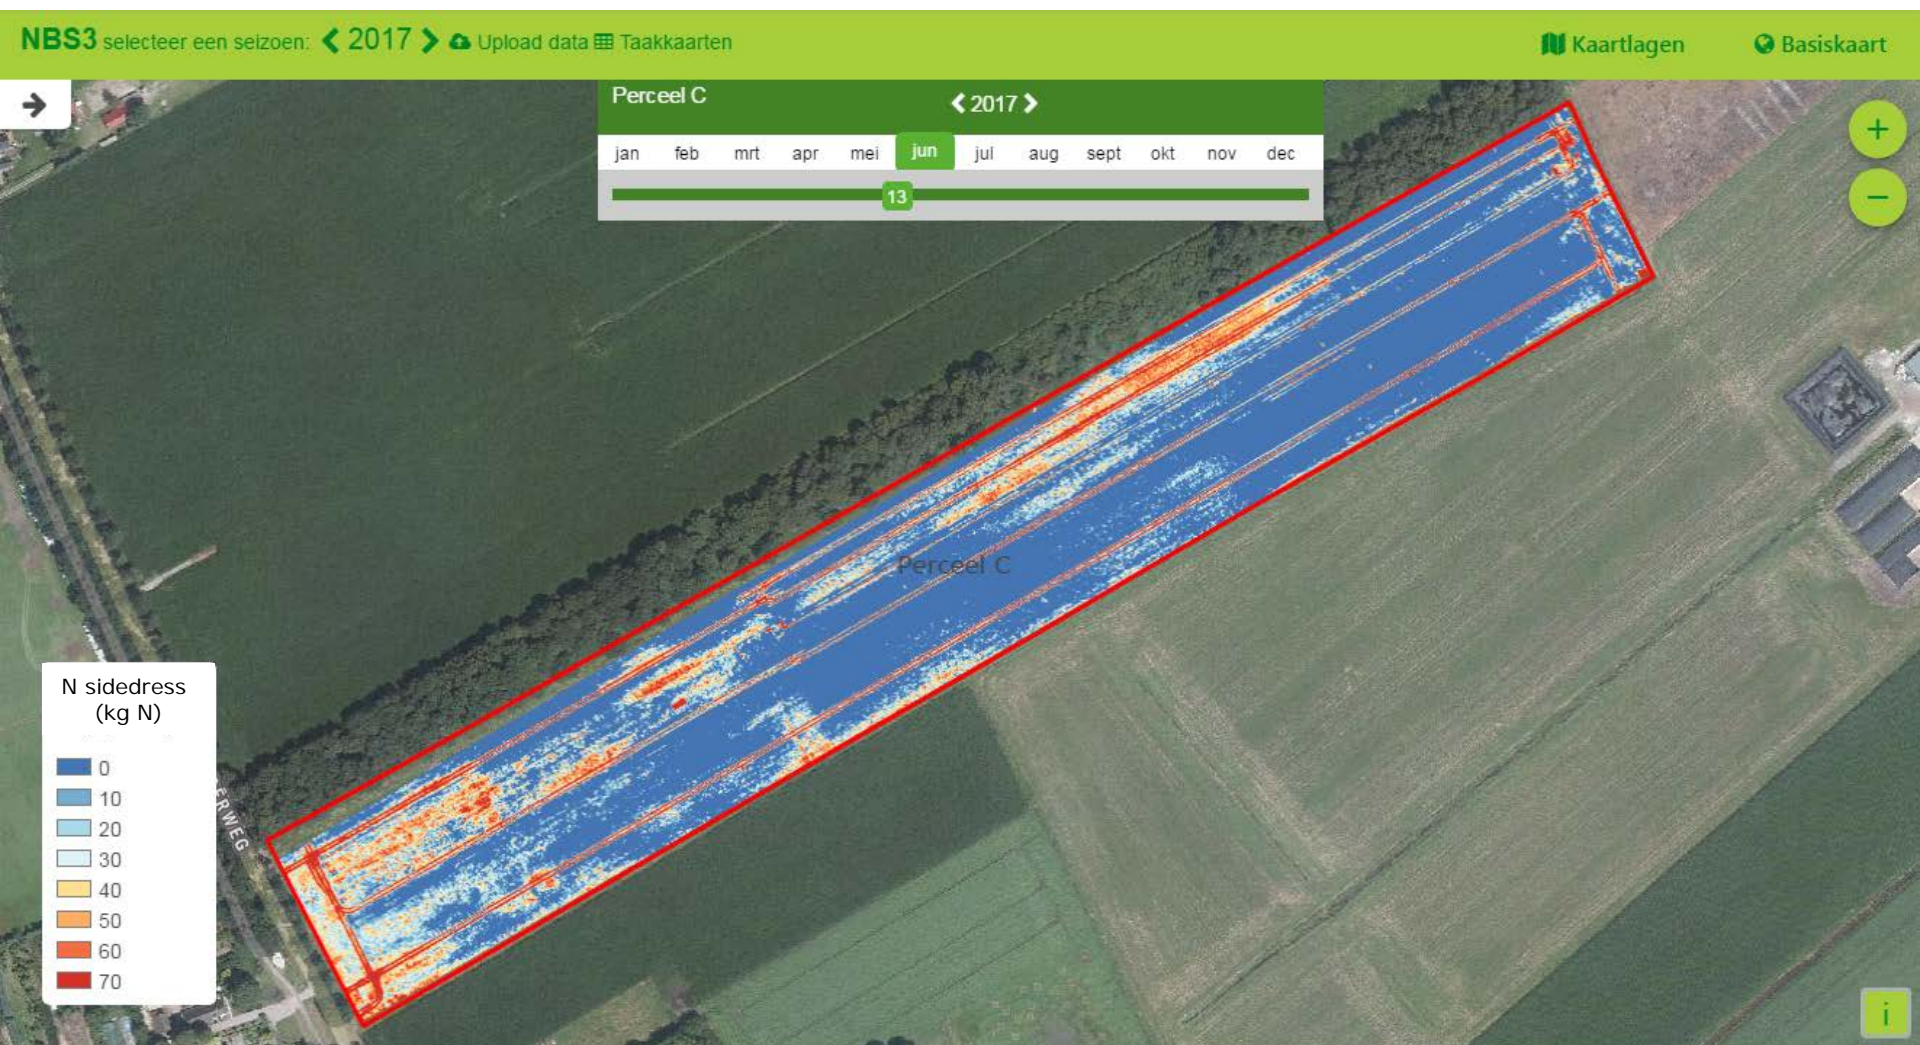 NBS3 selecteer een seizoen: 2017 Upload data Taakkaarten
Kaartlagen
Basiskaart
Perceel C
2017
jan feb mrt apr mei jun jul aug sept okt nov dec
13
+
−
Perceel C
N sidedress
(kg N)
0
10
20
30
40
50
60
70
ERWEG
i